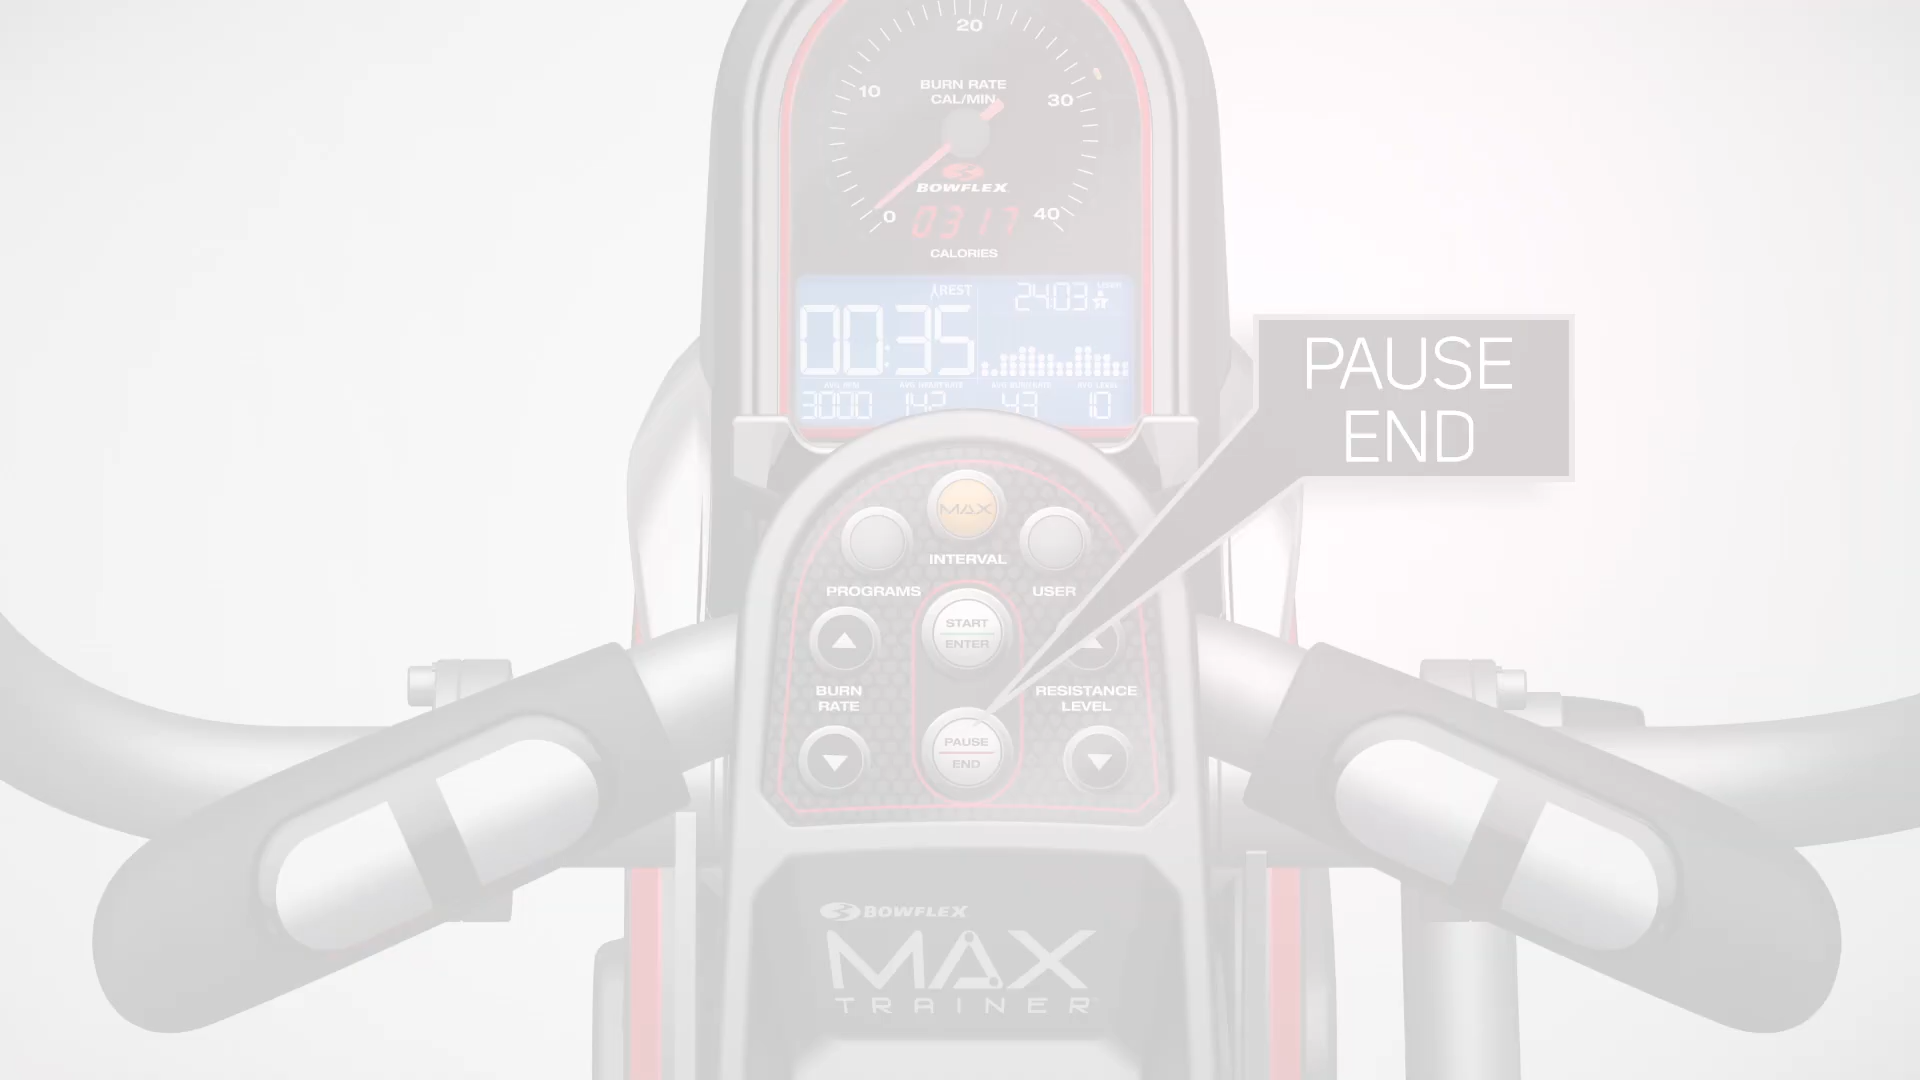 20
10
BURN RATE
CAL/MIN
30
BOWFLEX
0
0317
40
CALORIES
REST
2403
USER
00:35
3000
142
43
10
PAUSE
END
MAX
INTERVAL
PROGRAMS
USER
START
ENTER
BURN
RATE
RESISTANCE
LEVEL
PAUSE
END
BOWFLEX
MAX
TRAINER